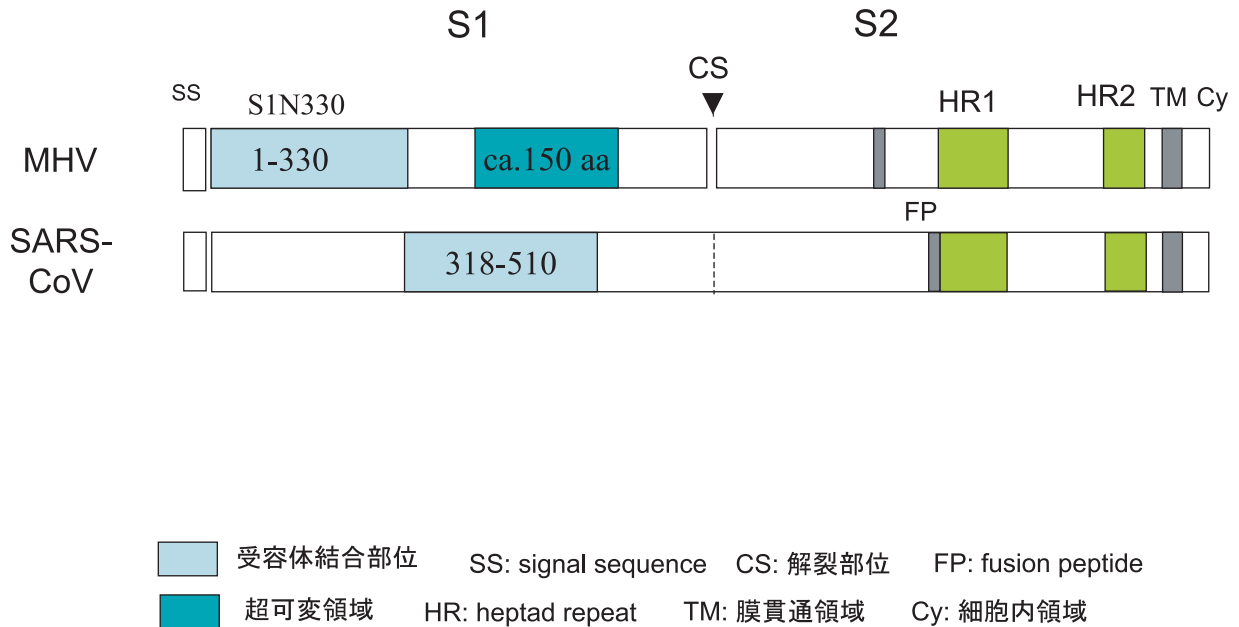 S1 S2
CS
SS S1N330 HR1 HR2 TM Cy
MHV 1-330 ca.150 aa
FP
SARS-
CoV 318-510
受容体結合部位 SS: signal sequence CS: 解裂部位 FP: fusion peptide
超可変領域 HR: heptad repeat TM: 膜貫通領域 Cy: 細胞内領域